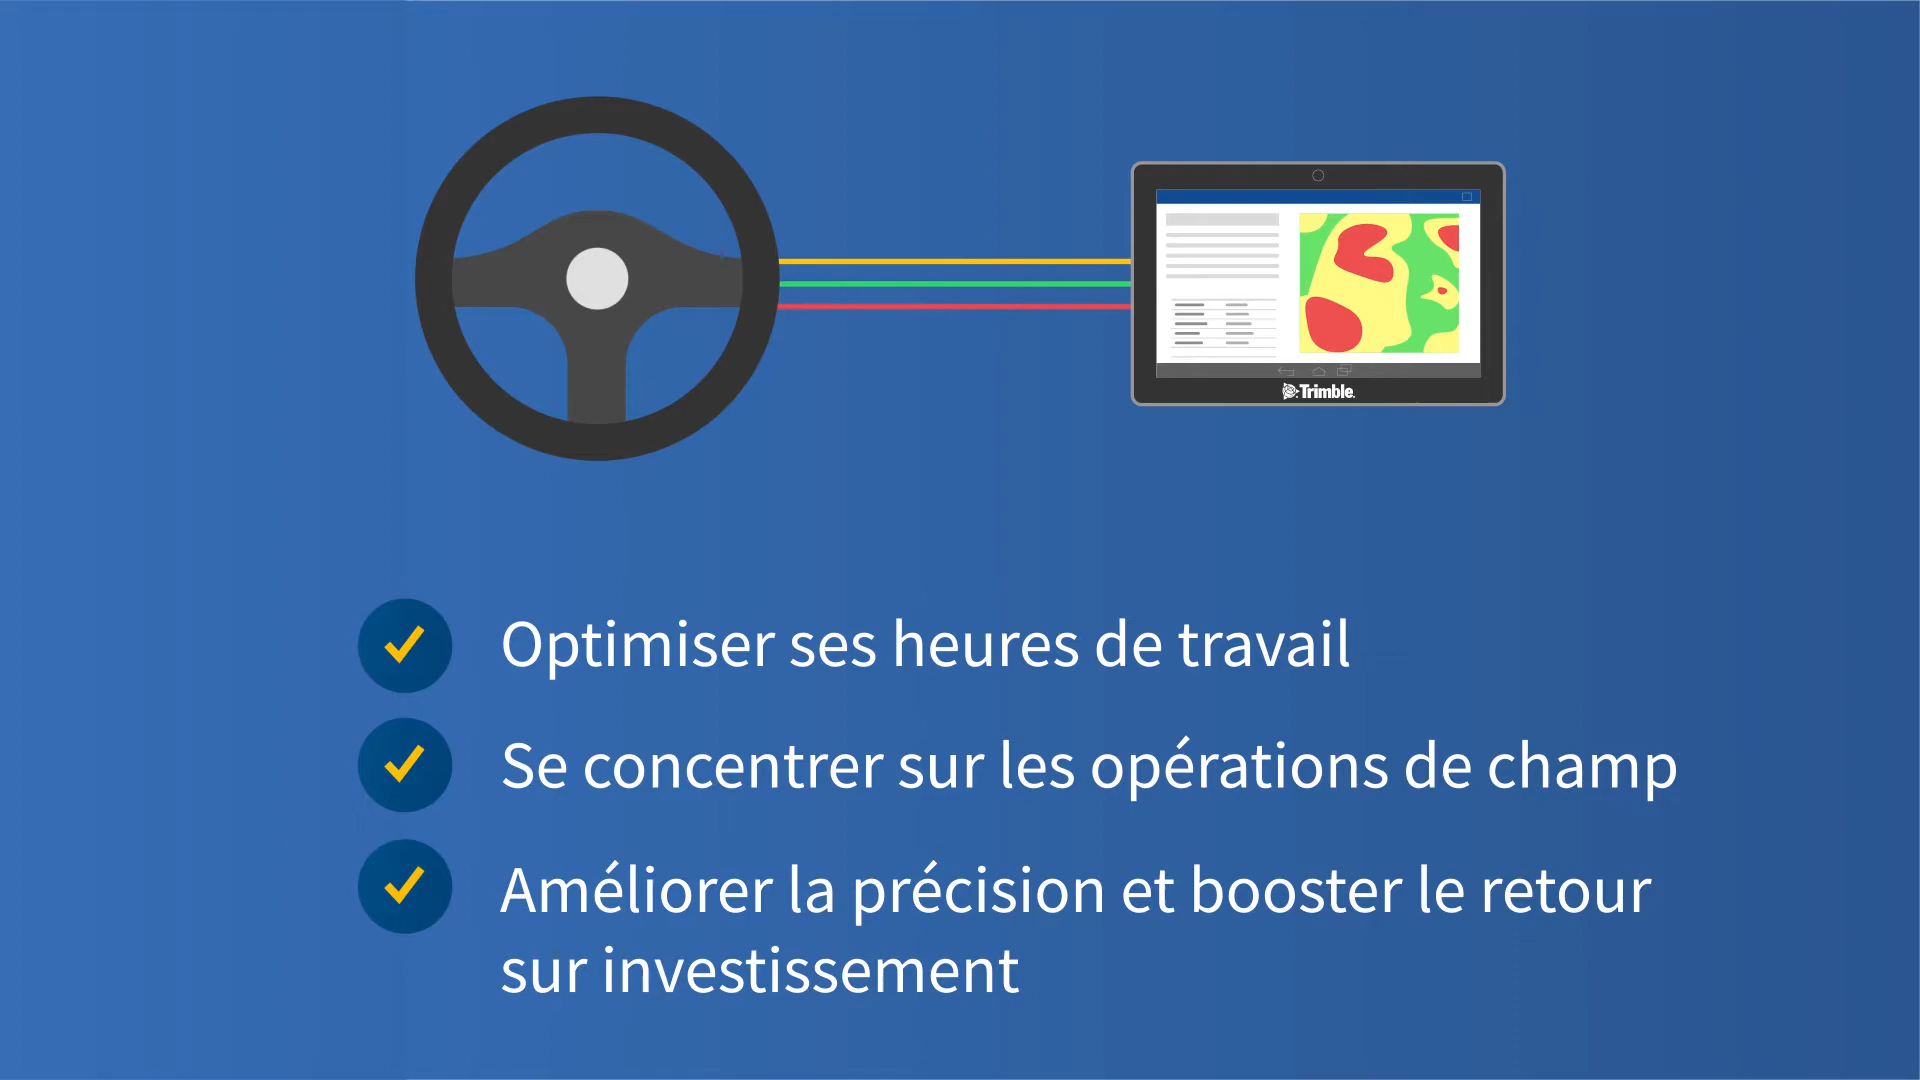 Trimble
Optimiser ses heures de travail
Se concentrer sur les opérations de champ
Améliorer la précision et booster le retour
sur investissement